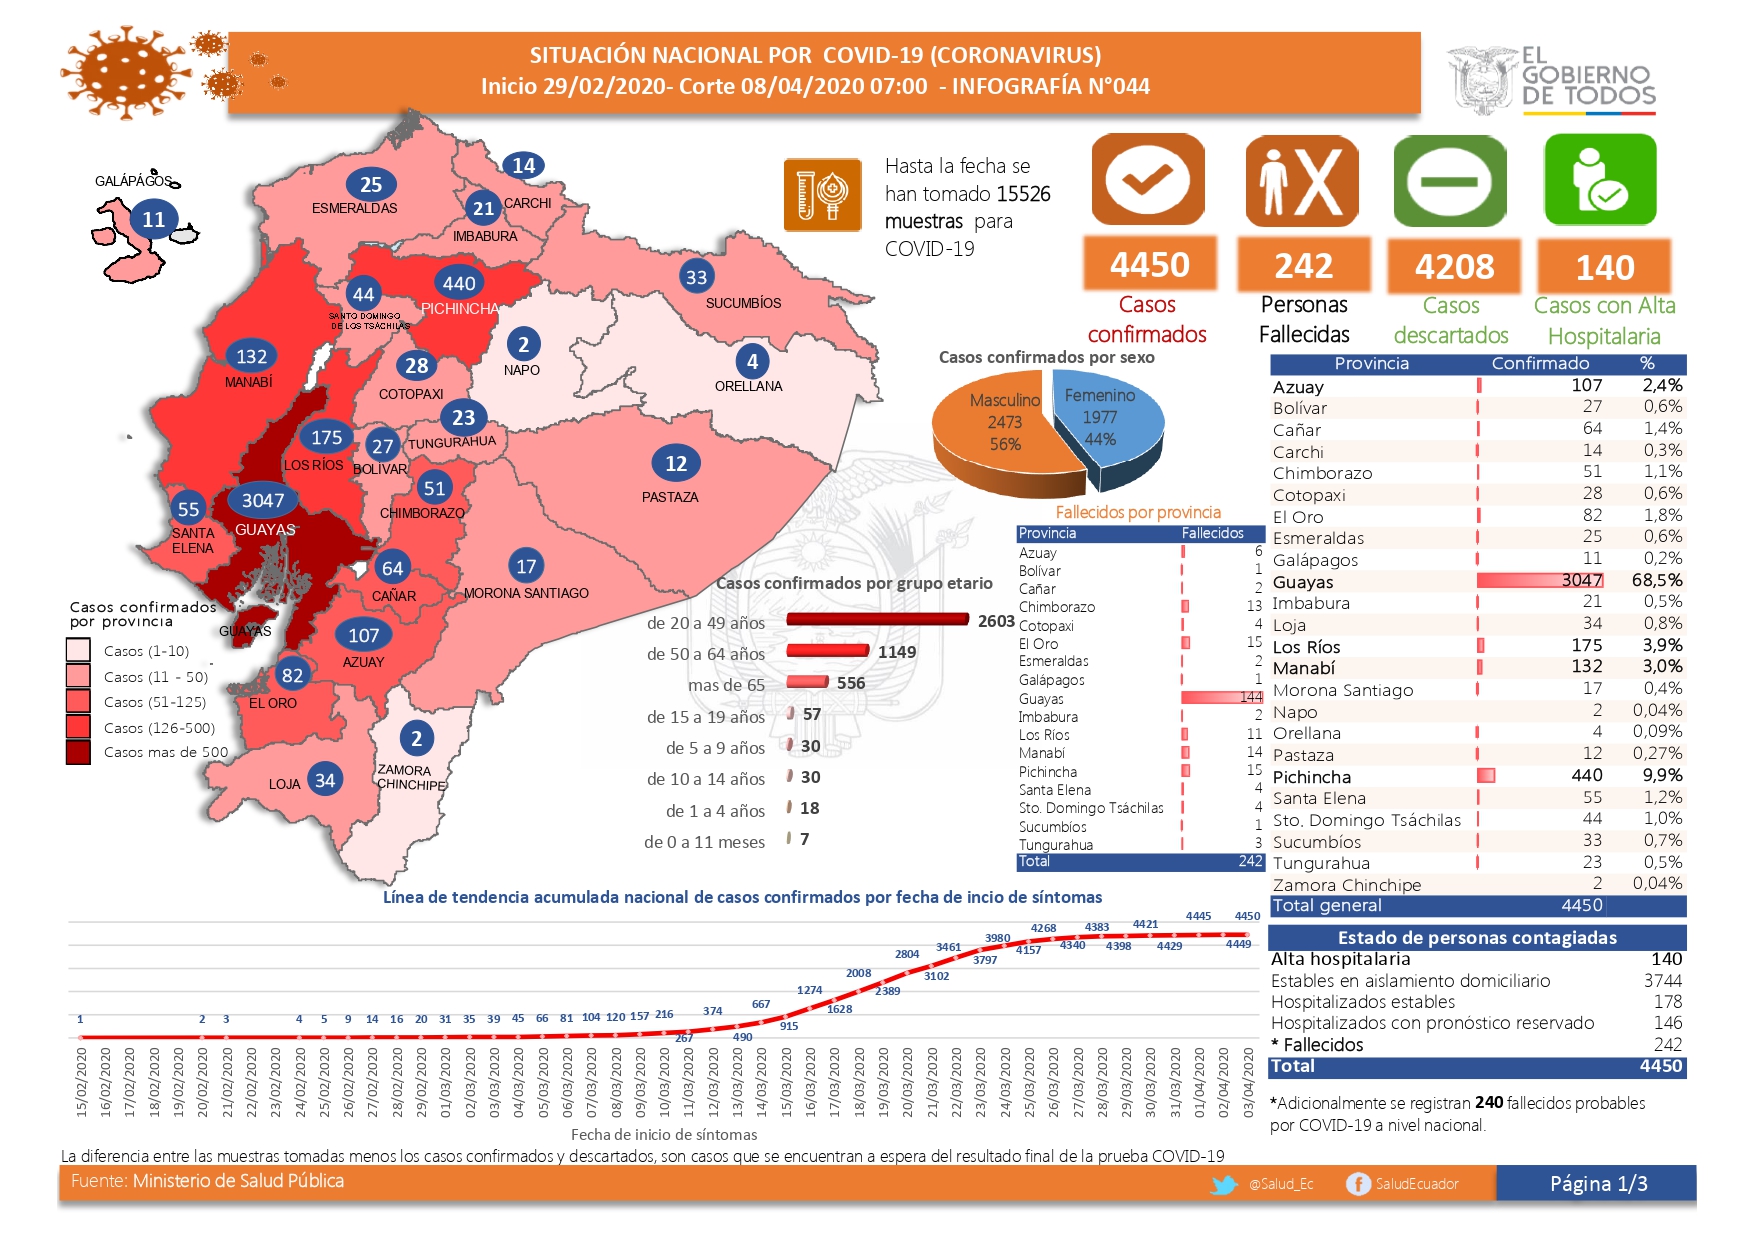 SITUACIÓN NACIONAL POR COVID-19 (CORONAVIRUS)
Inicio 29/02/2020- Corte 08/04/2020 07:00 - INFOGRAFÍA N°044
EL
GOBIERNO
DE TODOS
GALÁPAGOS
11
25
ESMERALDAS
14
CARCHI
21
IMBABURA
33
SUCUMBÍOS
440
PICHINCHA
44
SANTO DOMINGO
DE LOS TSÁCHILAS
132
MANABÍ
2
NAPO
4
ORELLANA
28
COTOPAXI
23
TUNGURAHUA
175
LOS RÍOS
27
BOLÍVAR
12
PASTAZA
51
CHIMBORAZO
3047
GUAYAS
55
SANTA
ELENA
64
CAÑAR
17
MORONA SANTIAGO
GUAYAS
107
AZUAY
82
EL ORO
2
ZAMORA
CHINCHIPE
LOJA
34
Casos confirmados
por provincia
Casos (1-10)
Casos (11 - 50)
Casos (51-125)
Casos (126-500)
Casos mas de 500
Hasta la fecha se
han tomado 15526
muestras para
COVID-19
4450
Casos
confirmados
242
Personas
Fallecidas
4208
Casos
descartados
140
Casos con Alta
Hospitalaria
Casos confirmados por sexo
Masculino
2473
56%
Femenino
1977
44%
Casos confirmados por grupo etario
de 20 a 49 años 2603
de 50 a 64 años 1149
mas de 65 556
de 15 a 19 años 57
de 5 a 9 años 30
de 10 a 14 años 30
de 1 a 4 años 18
de 0 a 11 meses 7
Fallecidos por provincia
Provincia Fallecidos
Azuay 6
Bolívar 1
Cañar 2
Chimborazo 13
Cotopaxi 4
El Oro 15
Esmeraldas 2
Galápagos 1
Guayas 144
Imbabura 2
Los Ríos 11
Manabí 14
Pichincha 15
Santa Elena 4
Sto. Domingo Tsáchilas 4
Sucumbíos 1
Tungurahua 3
Total 242
Provincia Confirmado %
Azuay 107 2,4%
Bolívar 27 0,6%
Cañar 64 1,4%
Carchi 14 0,3%
Chimborazo 51 1,1%
Cotopaxi 28 0,6%
El Oro 82 1,8%
Esmeraldas 25 0,6%
Galápagos 11 0,2%
Guayas 3047 68,5%
Imbabura 21 0,5%
Loja 34 0,8%
Los Ríos 175 3,9%
Manabí 132 3,0%
Morona Santiago 17 0,4%
Napo 2 0,04%
Orellana 4 0,09%
Pastaza 12 0,27%
Pichincha 440 9,9%
Santa Elena 55 1,2%
Sto. Domingo Tsáchilas 44 1,0%
Sucumbíos 33 0,7%
Tungurahua 23 0,5%
Zamora Chinchipe 2 0,04%
Total general 4450
Estado de personas contagiadas
Alta hospitalaria 140
Estables en aislamiento domiciliario 3744
Hospitalizados estables 178
Hospitalizados con pronóstico reservado 146
* Fallecidos 242
Total 4450
*Adicionalmente se registran 240 fallecidos probables
por COVID-19 a nivel nacional.
Línea de tendencia acumulada nacional de casos confirmados por fecha de incio de síntomas
1 2 3 4 5 9 14 16 20 31 35 39 45 66 81 104 120 157 216 267 374 490 667 915 1274 1628 2008 2389 2804 3102 3461 3797 3980 4157 4268 4340 4383 4398 4421 4429 4445 4449 4450
15/02/2020 16/02/2020 17/02/2020 18/02/2020 19/02/2020 20/02/2020 21/02/2020 22/02/2020 23/02/2020 24/02/2020 25/02/2020 26/02/2020 27/02/2020 28/02/2020 29/02/2020 01/03/2020 02/03/2020 03/03/2020 04/03/2020 05/03/2020 06/03/2020 07/03/2020 08/03/2020 09/03/2020 10/03/2020 11/03/2020 12/03/2020 13/03/2020 14/03/2020 15/03/2020 16/03/2020 17/03/2020 18/03/2020 19/03/2020 20/03/2020 21/03/2020 22/03/2020 23/03/2020 24/03/2020 25/03/2020 26/03/2020 27/03/2020 28/03/2020 29/03/2020 30/03/2020 31/03/2020 01/04/2020 02/04/2020 03/04/2020
Fecha de inicio de síntomas
La diferencia entre las muestras tomadas menos los casos confirmados y descartados, son casos que se encuentran a espera del resultado final de la prueba COVID-19
Fuente: Ministerio de Salud Pública
@Salud_Ec
SaludEcuador
Página 1/3